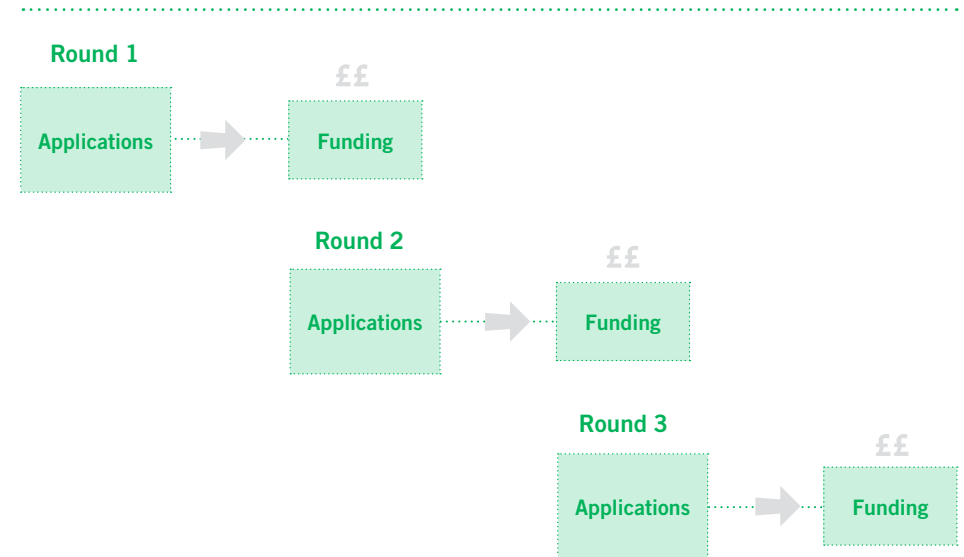 Round 1
££
Applications
Funding
Round 2
££
Applications
Funding
Round 3
££
Applications
Funding